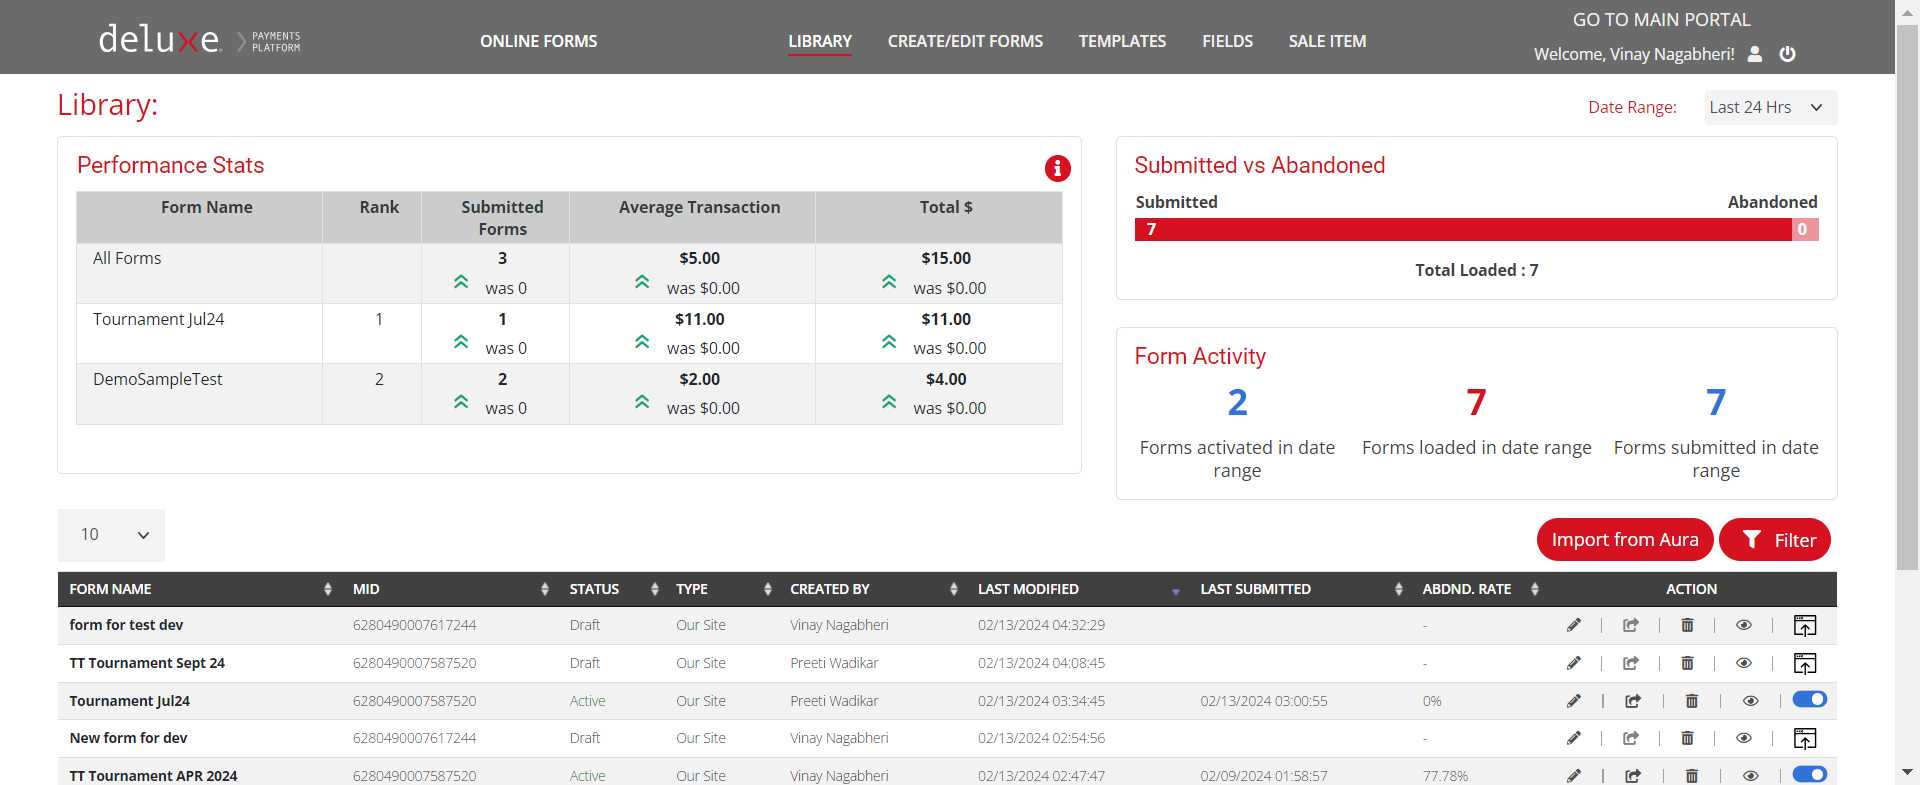 deluxe. PAYMENTS PLATFORM
ONLINE FORMS
LIBRARY CREATE/EDIT FORMS TEMPLATES FIELDS SALE ITEM
GO TO MAIN PORTAL
Welcome, Vinay Nagabheri!
Library:
Date Range: Last 24 Hrs
Performance Stats
Form Name Rank Submitted Forms Average Transaction Total $
All Forms 3 $5.00 $15.00
was 0 was $0.00 was $0.00
Tournament Jul24 1 1 $11.00 $11.00
was 0 was $0.00 was $0.00
DemoSampleTest 2 2 $2.00 $4.00
was 0 was $0.00 was $0.00
Submitted vs Abandoned
Submitted Abandoned
7 0
Total Loaded : 7
Form Activity
2 7 7
Forms activated in date range Forms loaded in date range Forms submitted in date range
10
Import from Aura Filter
FORM NAME MID STATUS TYPE CREATED BY LAST MODIFIED LAST SUBMITTED ABDND. RATE ACTION
form for test dev 6280490007617244 Draft Our Site Vinay Nagabheri 02/13/2024 04:32:29 -
TT Tournament Sept 24 6280490007587520 Draft Our Site Preeti Wadikar 02/13/2024 04:08:45 -
Tournament Jul24 6280490007587520 Active Our Site Preeti Wadikar 02/13/2024 03:34:45 02/13/2024 03:00:55 0%
New form for dev 6280490007617244 Draft Our Site Vinay Nagabheri 02/13/2024 02:54:56 -
TT Tournament APR 2024 6280490007587520 Active Our Site Vinay Nagabheri 02/13/2024 02:47:47 02/09/2024 01:58:57 77.78%